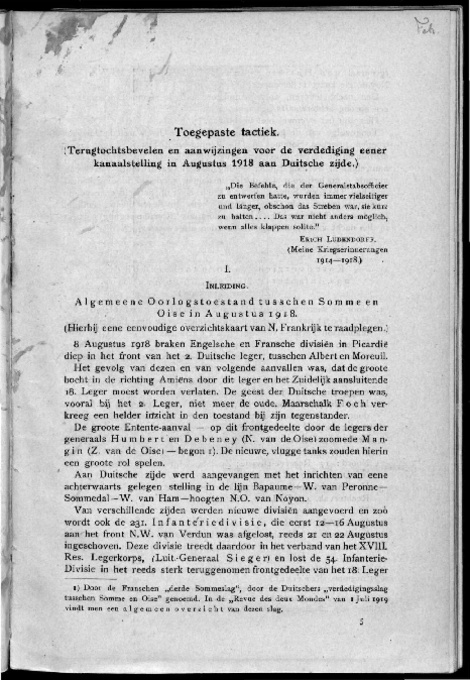 Toegepaste tactiek.
(Terugtochtsbevelen en aanwijzingen voor de verdediging eener
kanaalstelling in Augustus 1918 aan Duitsche zijde.)
„Die Befehle, die der Generalstabsoffizier
zu entwerfen hatte, wurden immer vielseitiger
und länger, obschon das Streben war, sie kurz
zu halten.... Das war nicht anders möglich,
wenn alles klappen sollte."
ERICH LUDENDORFF.
(Meine Kriegserinnerungen
1914—1918.)
I.
INLEIDING.
Algemeene Oorlogstoestand tusschen Somme en
Oise in Augustus 1918.
(Hierbij eene eenvoudige overzichtskaart van N. Frankrijk te raadplegen.)
8 Augustus 1918 braken Engelsche en Fransche divisiën in Picardië
diep in het front van het 2. Duitsche leger, tusschen Albert en Moreuil.
Het gevolg van dezen en van volgende aanvallen was, dat de groote
bocht in de richting Amiens door dit leger en het Zuidelijk aansluitende
18. Leger moest worden verlaten. De geest der Duitsche troepen was,
vooral bij het 2. Leger, niet meer de oude. Maarschalk Foch ver-
kreeg een helder inzicht in den toestand bij zijn tegenstander.
De groote Entente-aanval — op dit frontgedeelte door de legers der
generaals Humbert en Debeney (N. van de Oise) zoomede Man-
gin (Z. van de Oise) — begon 1). De nieuwe, vlugge tanks zouden hierin
een groote rol spelen.
Aan Duitsche zijde werd aangevangen met het inrichten van eene
achterwaarts gelegen stelling in de lijn Bapaume—W. van Peronne—
Sommedal—W. van Ham—hoogten N.O. van Noyon.
Van verschillende zijden werden nieuwe divisiën aangevoerd en zoo
wordt ook de 231. Infanteriedivisie, die eerst 12—16 Augustus
aan het front N.W. van Verdun was afgelost, reeds 21 en 22 Augustus
ingeschoven. Deze divisie treedt daardoor in het verband van het XVIII.
Res. Legerkorps, (Luit.-Generaal Sieger) en lost de 54. Infanterie-
Divisie in het reeds sterk teruggenomen frontgedeelte van het 18. Leger
1) Door de Franschen „derde Sommeslag", door de Duitschers „verdedigingsslag
tusschen Somme en Oise" genoemd. In de „Revue des deux Mondes" van 1 Juli 1919
vindt men een algemeen overzicht van dezen slag.
5